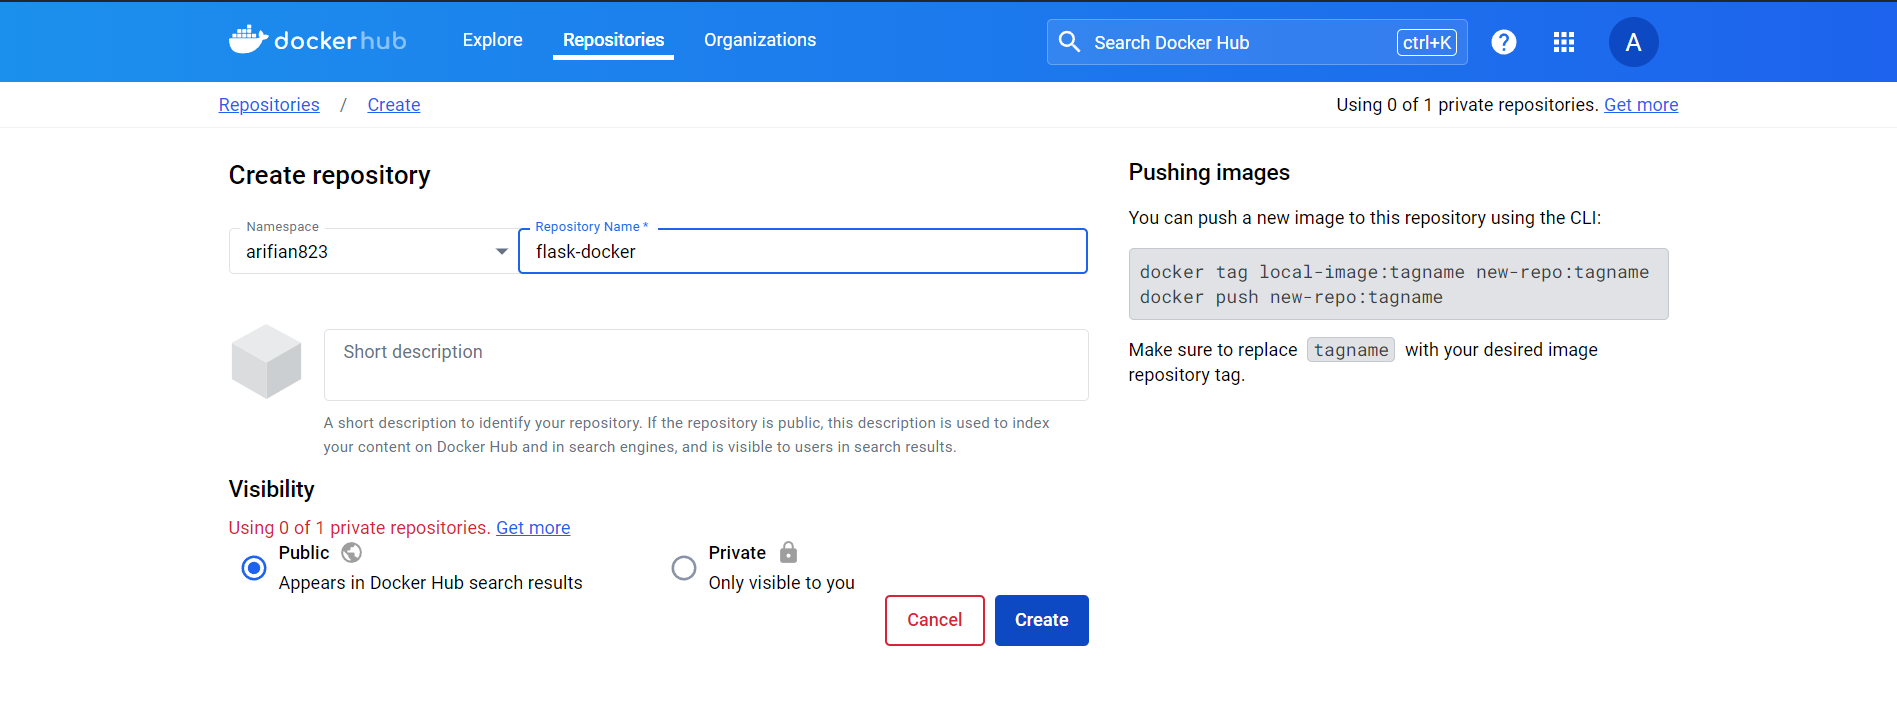 dockerhub Explore Repositories Organizations Search Docker Hub ctrl+K ? A
Repositories / Create Using 0 of 1 private repositories. Get more
Create repository
Namespace
arifian823
Repository Name *
flask-docker
Short description
A short description to identify your repository. If the repository is public, this description is used to index
your content on Docker Hub and in search engines, and is visible to users in search results.
Visibility
Using 0 of 1 private repositories. Get more
Public
Appears in Docker Hub search results
Private
Only visible to you
Cancel Create
Pushing images
You can push a new image to this repository using the CLI:
docker tag local-image:tagname new-repo:tagname
docker push new-repo:tagname
Make sure to replace tagname with your desired image
repository tag.